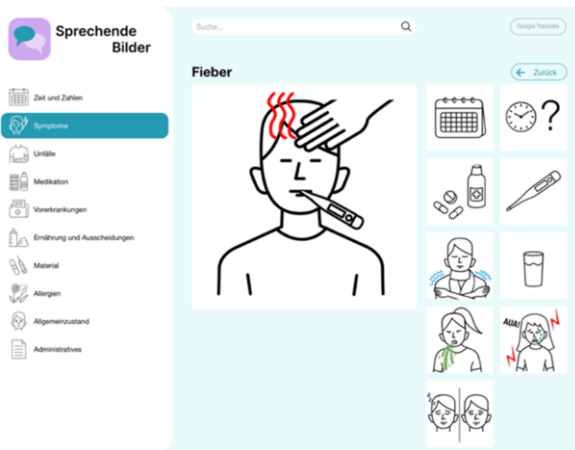 Sprechende
Bilder
Suche...
Google Translate
Fieber
Zurück
Zeit und Zahlen
Symptome
Unfälle
Medikation
Vorerkrankungen
Ernährung und Ausscheidungen
Material
Allergien
Allgemeinzustand
Administratives
?
AUA!